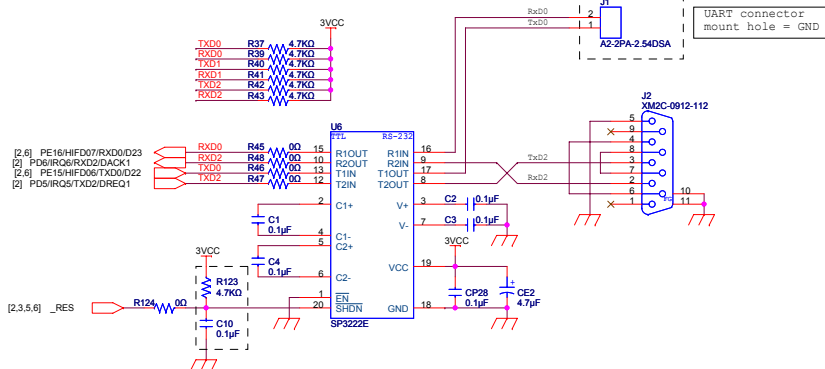 3VCC
TXD0 R37 4.7KΩ
RXD0 R39 4.7KΩ
TXD1 R40 4.7KΩ
RXD1 R41 4.7KΩ
TXD2 R42 4.7KΩ
RXD2 R43 4.7KΩ
J1
RxD0 2
TxD0 1
A2-2PA-2.54DSA
UART connector
mount hole = GND
J2
XM2C-0912-112
5
9
4
8
3
7
2
6
1
10
11
FG
TxD2
RxD2
U6
TTL RS-232
[2,6] PE16/HIFD07/RXD0/D23 RXD0 R45 0Ω 15 R1OUT R1IN 16
[2] PD6/IRQ6/RXD2/DACK1 RXD2 R48 0Ω 10 R2OUT R2IN 9
[2,6] PE15/HIFD06/TXD0/D22 TXD0 R46 0Ω 13 T1IN T1OUT 17
[2] PD5/IRQ5/TXD2/DREQ1 TXD2 R47 0Ω 12 T2IN T2OUT 8
2 C1+ V+ 3 C2 0.1µF
C1
0.1µF
4 C1- V- 7 C3 0.1µF
5 C2+
C4
0.1µF
6 C2-
3VCC
VCC 19
1 EN
20 SHDN GND 18
SP3222E
CP28
0.1µF
+
CE2
4.7µF
3VCC
R123
4.7KΩ
[2,3,5,6] _RES R124 0Ω
C10
0.1µF